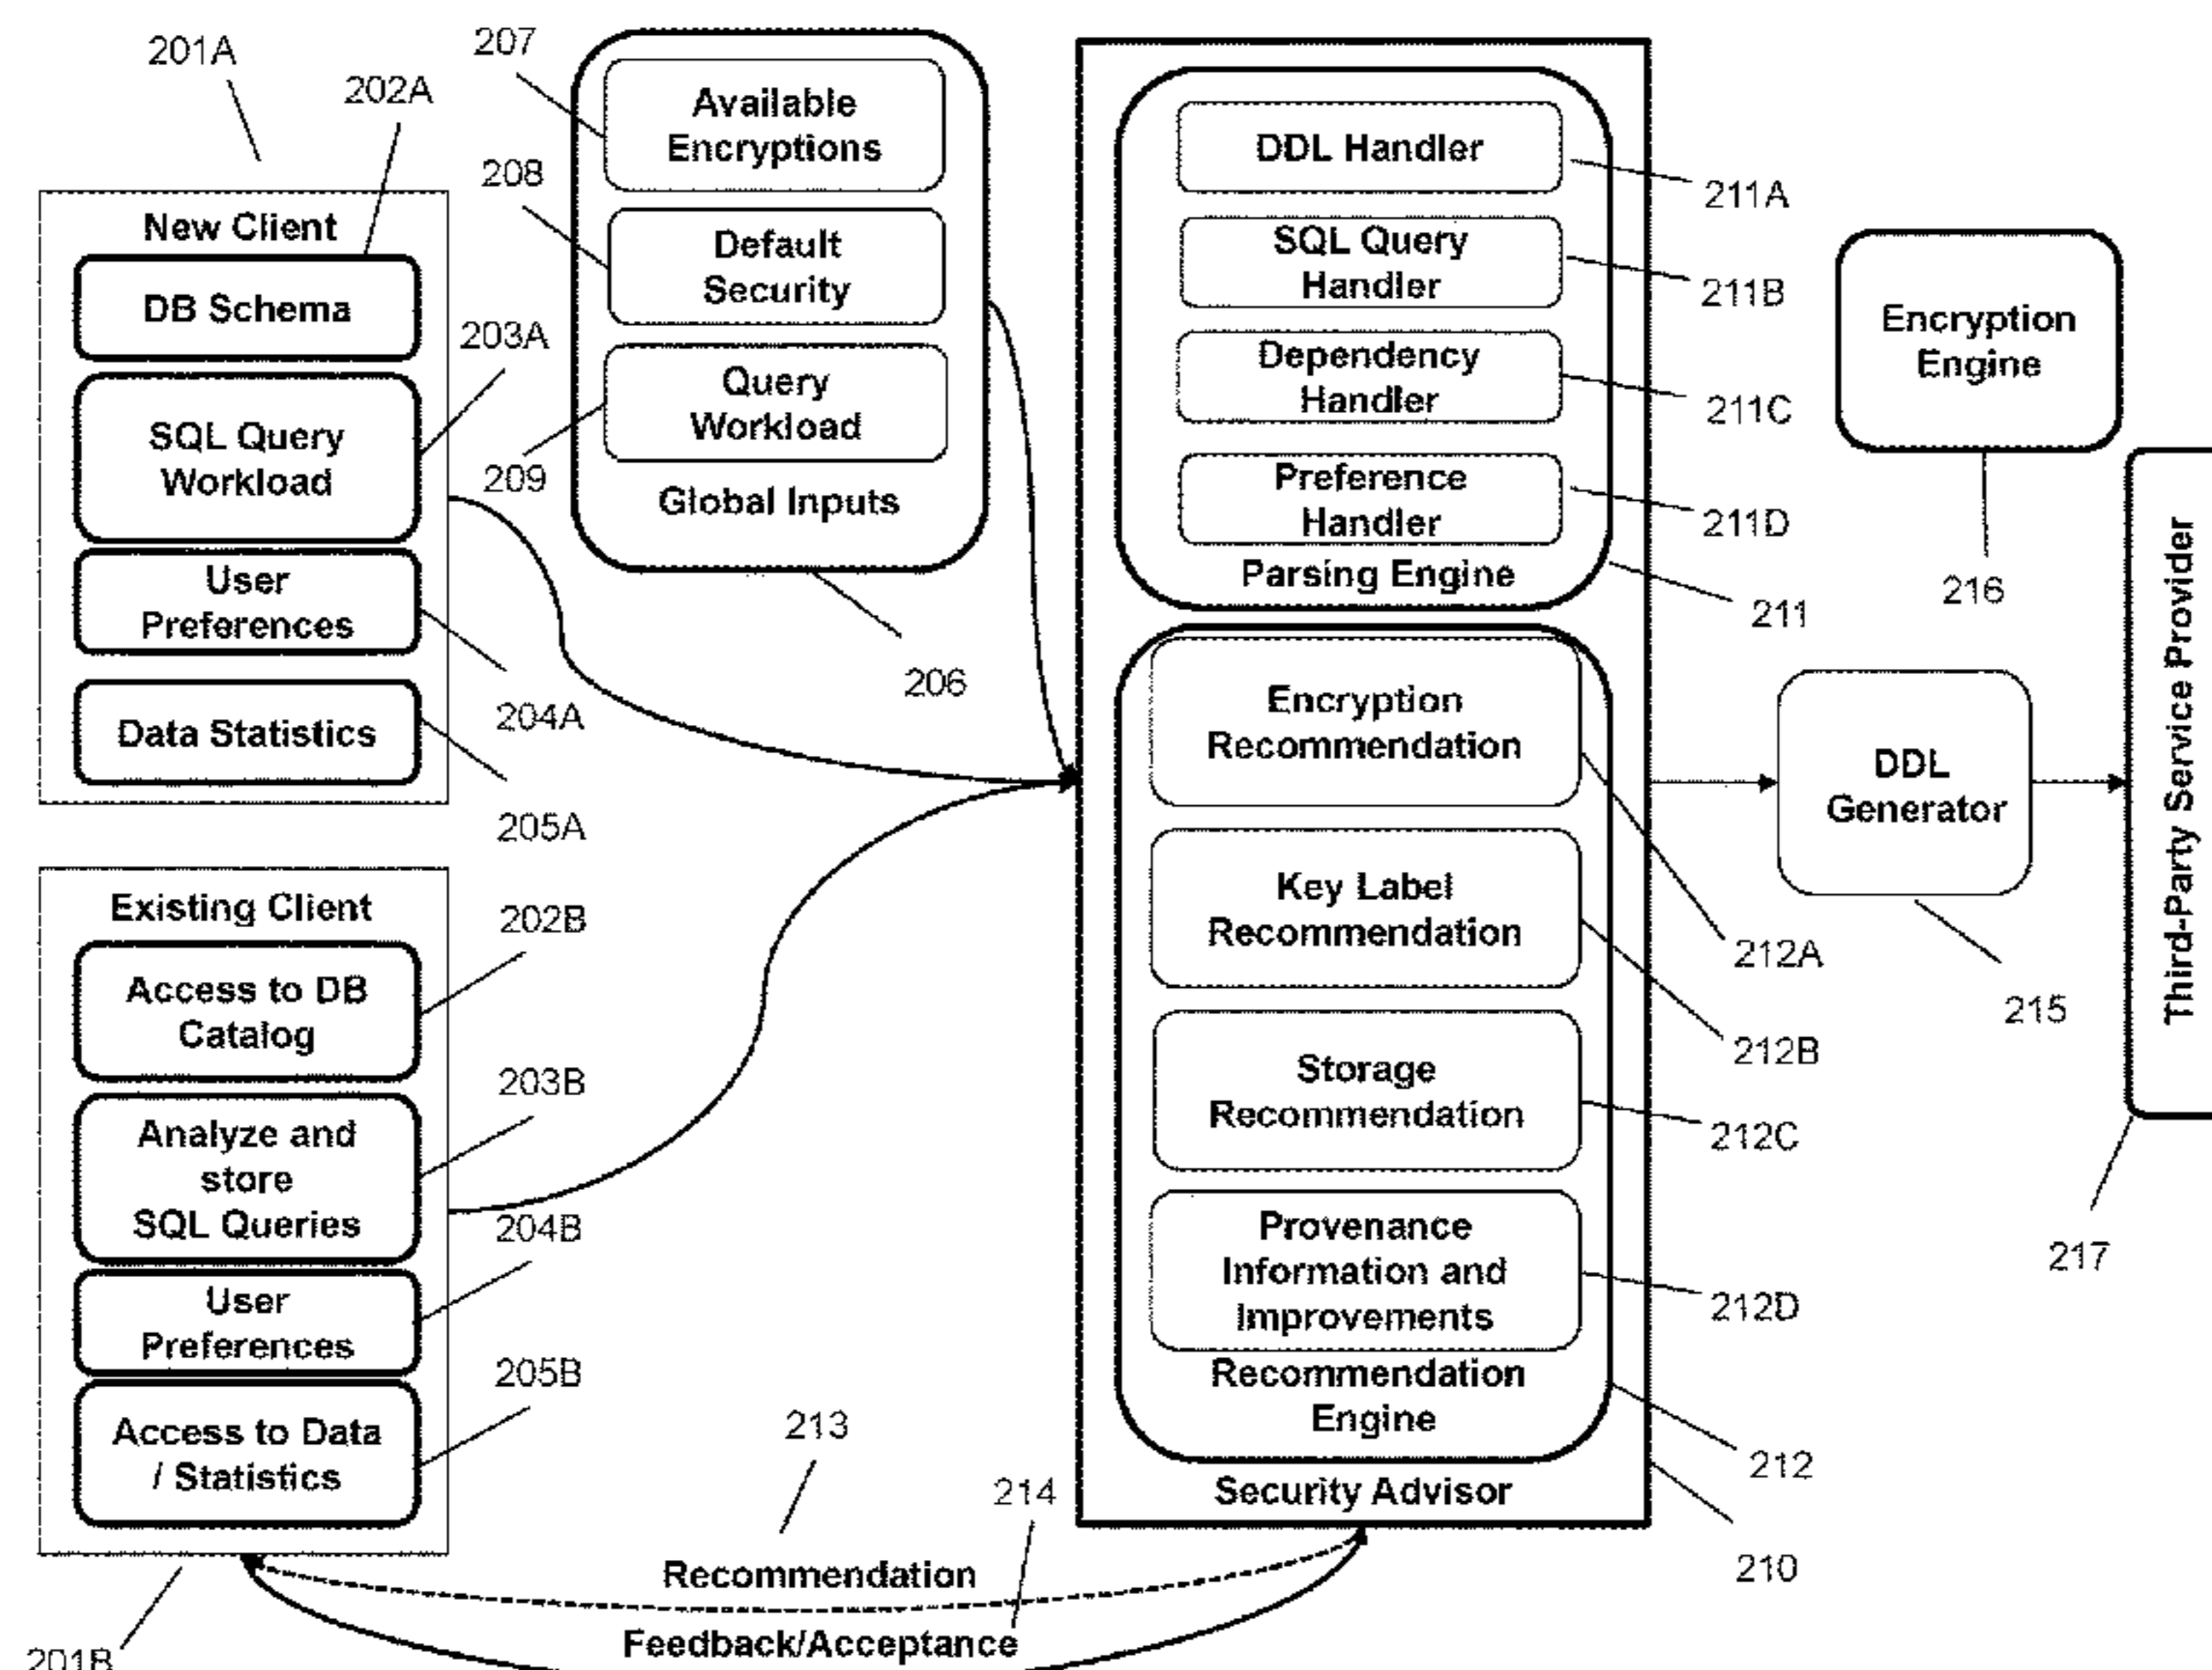 201A
202A
New Client
DB Schema
203A
SQL Query
Workload
User
Preferences
204A
Data Statistics
205A
Existing Client
202B
Access to DB
Catalog
203B
Analyze and
store
SQL Queries
204B
User
Preferences
205B
Access to Data
/ Statistics
201B
207
Available
Encryptions
208
Default
Security
Query
Workload
209
Global Inputs
206
DDL Handler
211A
SQL Query
Handler
211B
Dependency
Handler
211C
Preference
Handler
211D
Parsing Engine
211
Encryption
Recommendation
212A
Key Label
Recommendation
212B
Storage
Recommendation
212C
Provenance
Information and
Improvements
212D
Recommendation
Engine
212
Security Advisor
210
213
Recommendation
214
Feedback/Acceptance
Encryption
Engine
216
DDL
Generator
215
Third-Party Service Provider
217